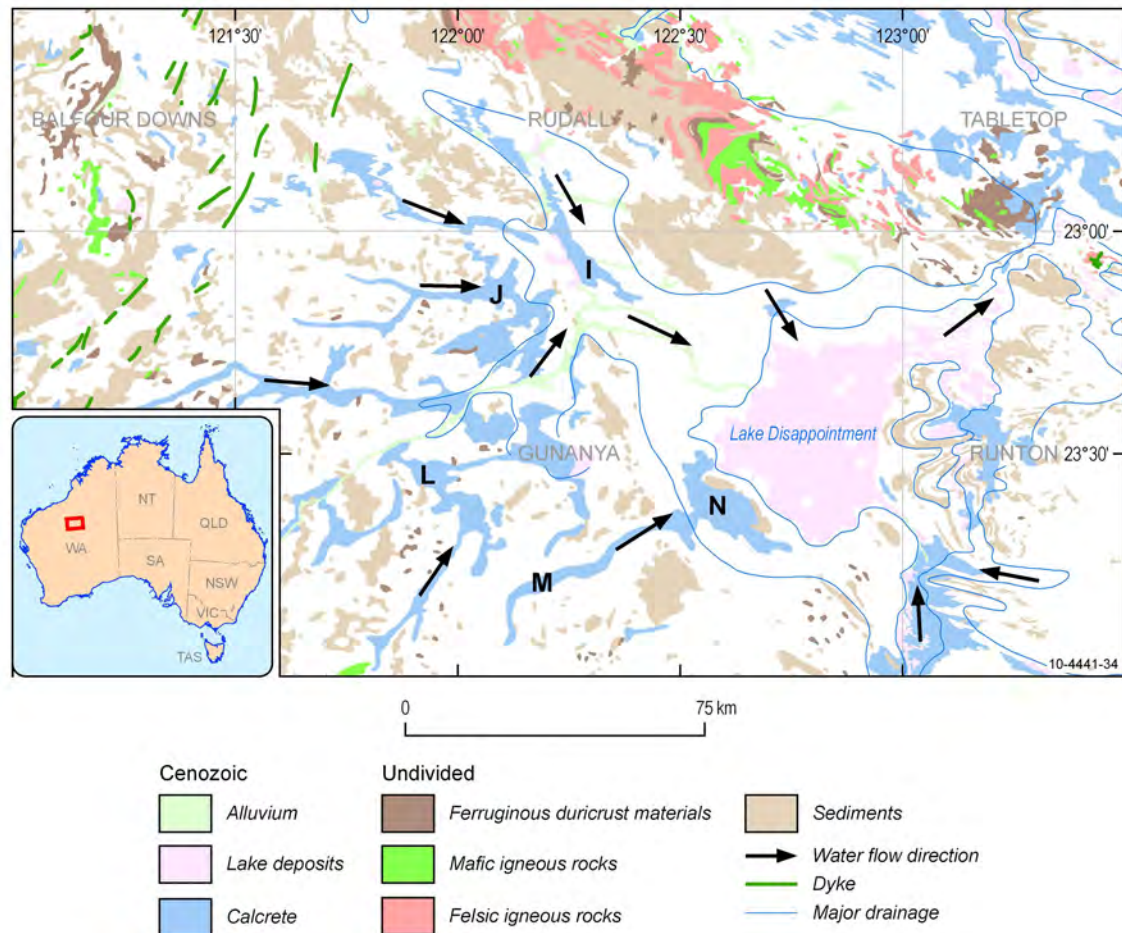 121°30'
122°00'
122°30'
123°00'
BALFOUR DOWNS
RUDALL
TABLETOP
23°00'
I
J
Lake Disappointment
L
GUNANYA
RUNTON
23°30'
N
M
NT
QLD
WA
SA
NSW
VIC
TAS
10-4441-34
0
75 km
Cenozoic
Undivided
Alluvium
Ferruginous duricrust materials
Sediments
Lake deposits
Mafic igneous rocks
Water flow direction
Dyke
Calcrete
Felsic igneous rocks
Major drainage